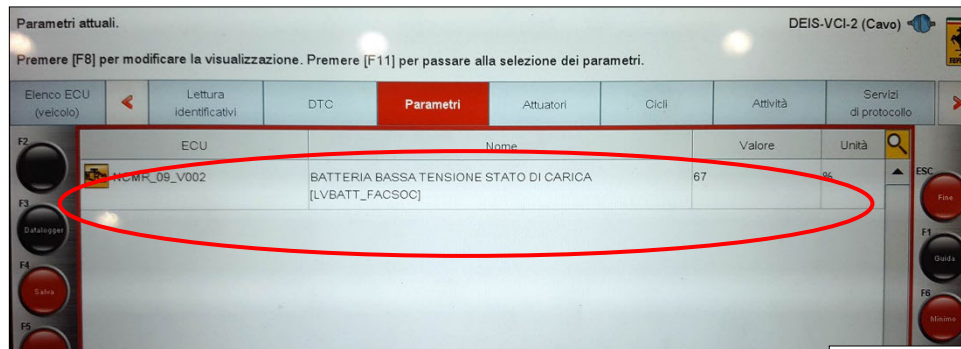 Parametri attuali.
DEIS-VCI-2 (Cavo)
Premere [F8] per modificare la visualizzazione. Premere [F11] per passare alla selezione dei parametri.
Elenco ECU
(veicolo)
Lettura
identificativi
DTC
Parametri
Attuatori
Cicli
Attività
Servizi
di protocollo
F2
ECU
Nome
Valore
Unità
NCMR_09_V002
BATTERIA BASSA TENSIONE STATO DI CARICA
[LVBATT_FACSOC]
67
%
ESC
Fine
F3
Datalogger
F1
Guida
F4
Salva
F6
Minimo
F5